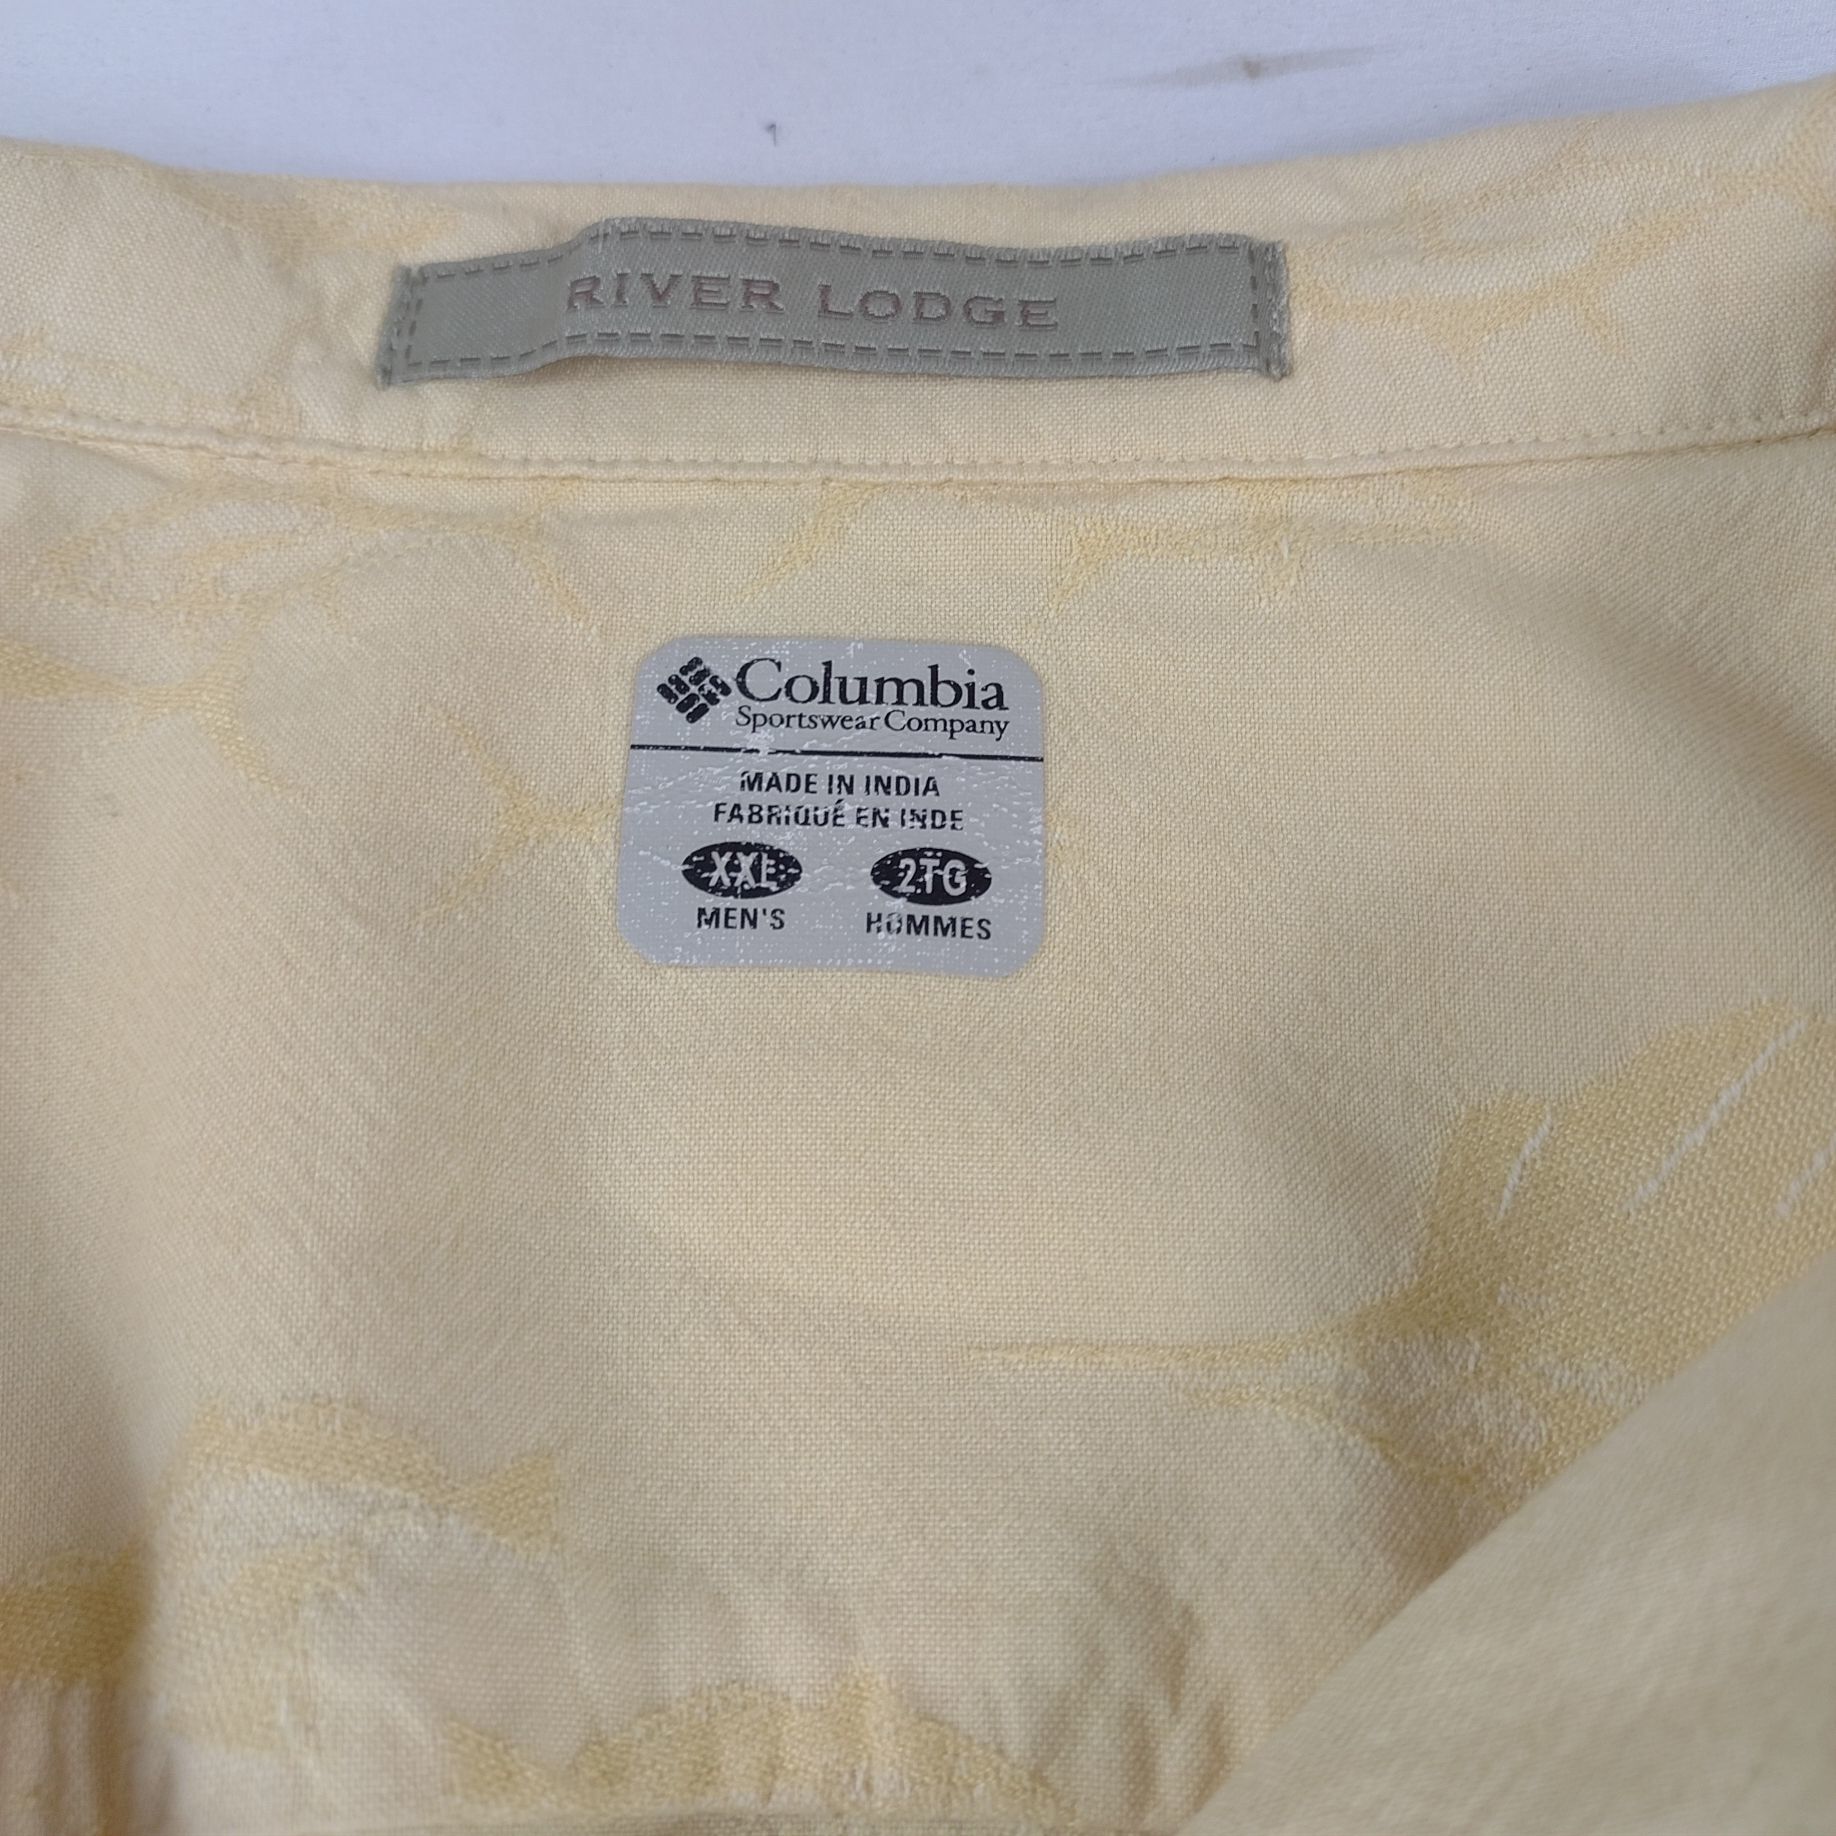 RIVER LODGE
Columbia
Sportswear Company
MADE IN INDIA
FABRIQUÉ EN INDE
XXL 2TG
MEN'S HOMMES